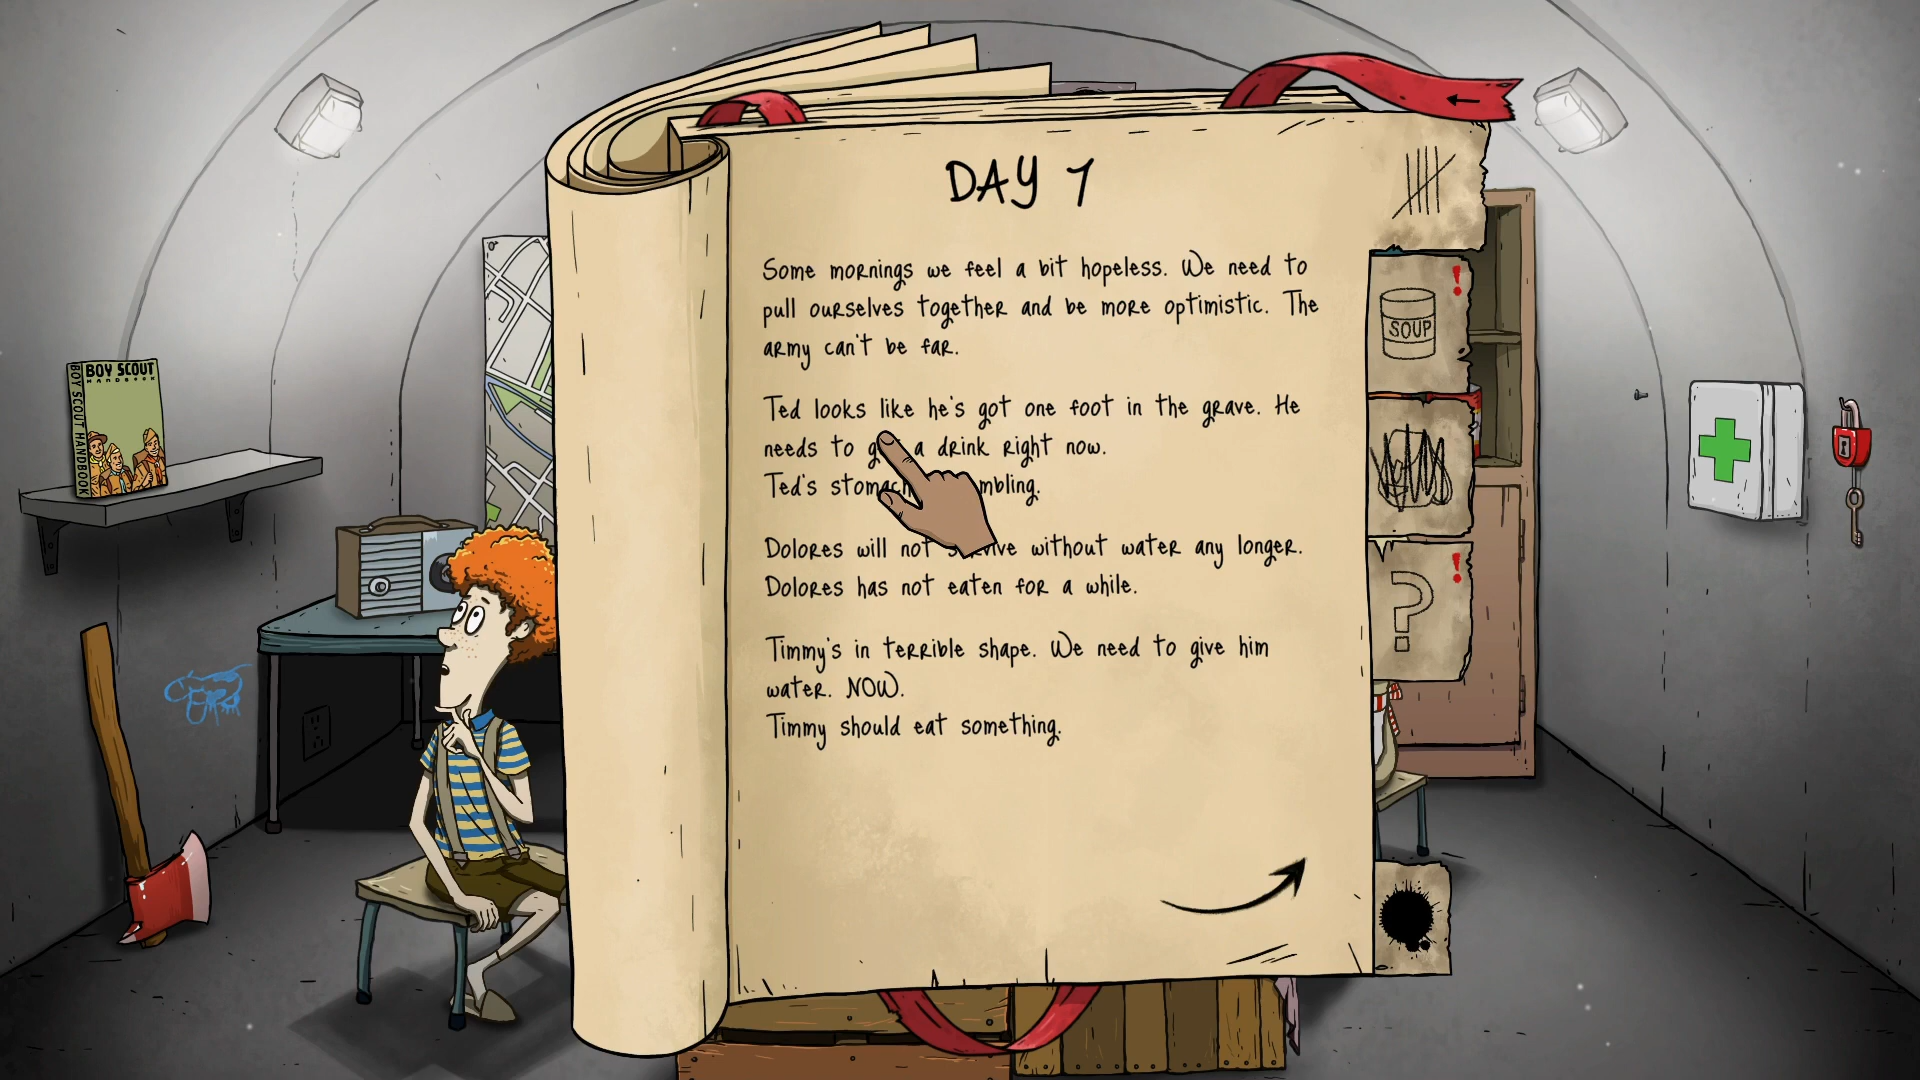 DAY 7
Some mornings we feel a bit hopeless. We need to
pull ourselves together and be more optimistic. The
army can't be far.
Ted looks like he's got one foot in the grave. He
needs to a drink right now.
Ted's
Dolores will not without water any longer.
Dolores has not eaten for a while.
Timmy's in terrible shape. We need to give him
water. NOW.
Timmy should eat something.
SOUP
!
?
!
BOY SCOUT
HANDBOOK
BOY SCOUT HANDBOOK